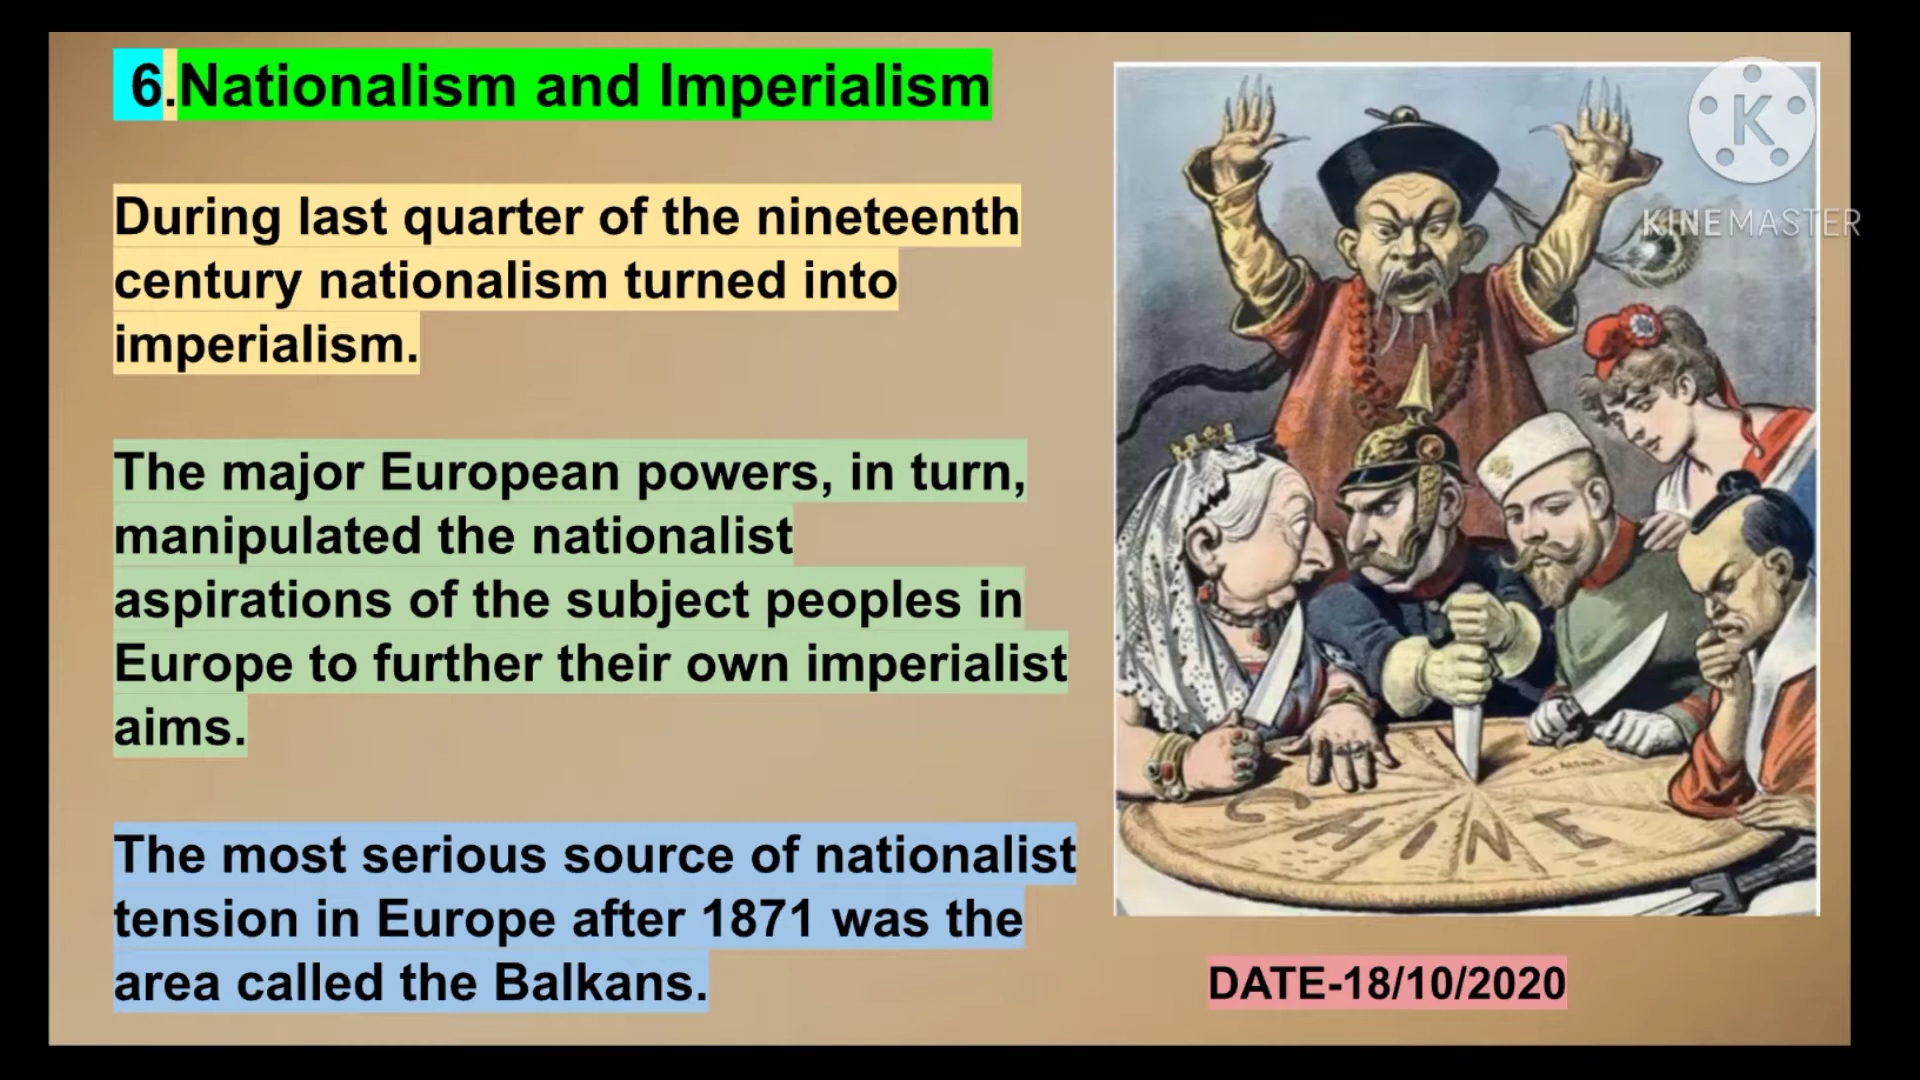 6.Nationalism and Imperialism
During last quarter of the nineteenth
century nationalism turned into
imperialism.
The major European powers, in turn,
manipulated the nationalist
aspirations of the subject peoples in
Europe to further their own imperialist
aims.
The most serious source of nationalist
tension in Europe after 1871 was the
area called the Balkans.
K
KINEMASTER
CHINE
DATE-18/10/2020